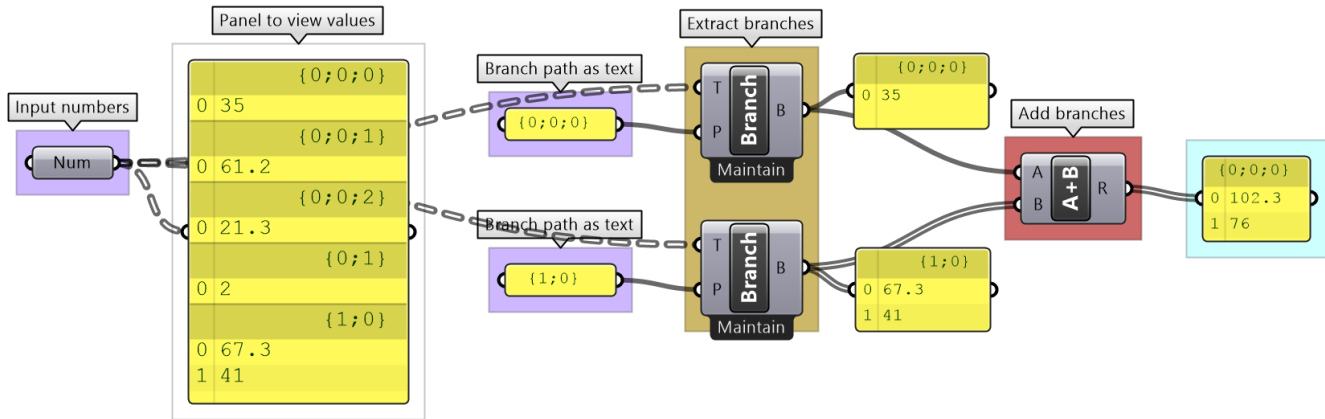 Panel to view values
Input numbers
Num
{0;0;0}
0 35
{0;0;1}
0 61.2
{0;0;2}
0 21.3
{0;1}
0 2
{1;0}
0 67.3
1 41
Branch path as text
{0;0;0}
Branch path as text
{1;0}
Extract branches
T
P
Branch
B
Maintain
T
P
Branch
B
Maintain
{0;0;0}
0 35
{1;0}
0 67.3
1 41
Add branches
A
B
A+B
R
{0;0;0}
0 102.3
1 76